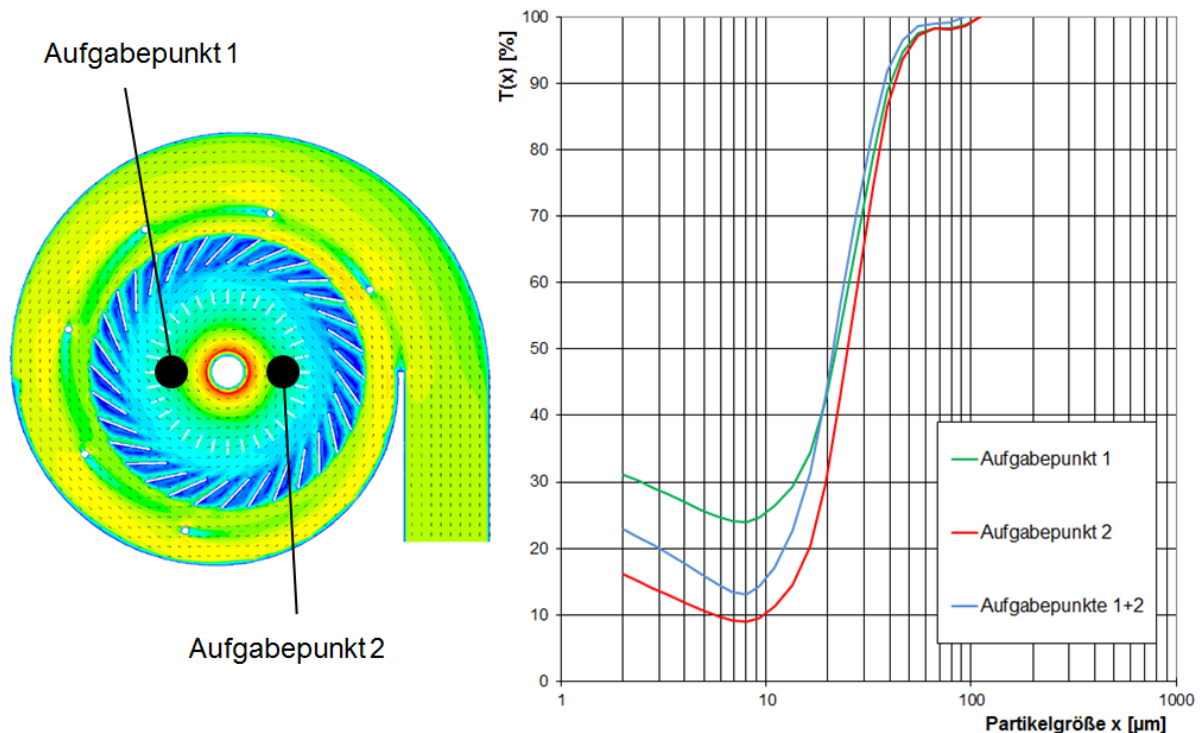 Aufgabepunkt 1
Aufgabepunkt 2
T(x) [%]
100
90
80
70
60
50
40
30
20
10
0
1
10
100
1000
Partikelgröße x [µm]
Aufgabepunkt 1
Aufgabepunkt 2
Aufgabepunkte 1+2